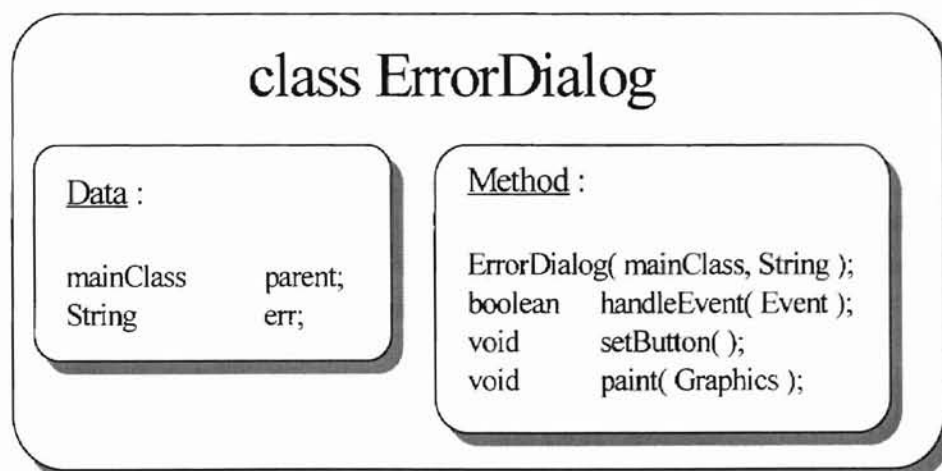 class ErrorDialog
Data :
mainClass parent;
String err;
Method :
ErrorDialog( mainClass, String );
boolean handleEvent( Event );
void setButton( );
void paint( Graphics );